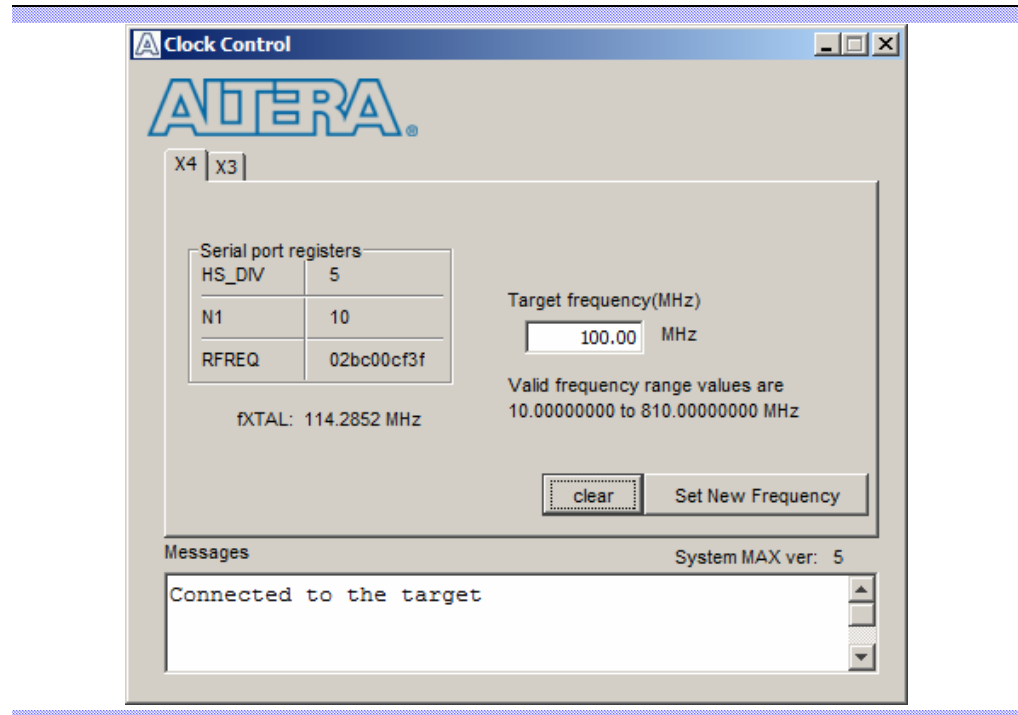 Clock Control
ALTERA®
X4 X3
Serial port registers
HS_DIV 5
N1 10
RFREQ 02bc00cf3f
fXTAL: 114.2852 MHz
Target frequency(MHz)
100.00 MHz
Valid frequency range values are
10.00000000 to 810.00000000 MHz
clear Set New Frequency
Messages System MAX ver: 5
Connected to the target